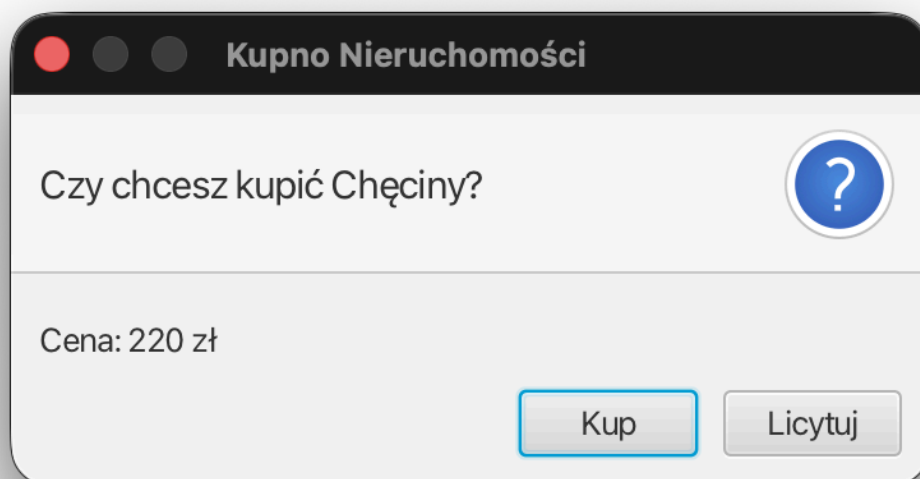 Kupno Nieruchomości
Czy chcesz kupić Chęciny?
?
Cena: 220 zł
Kup
Licytuj